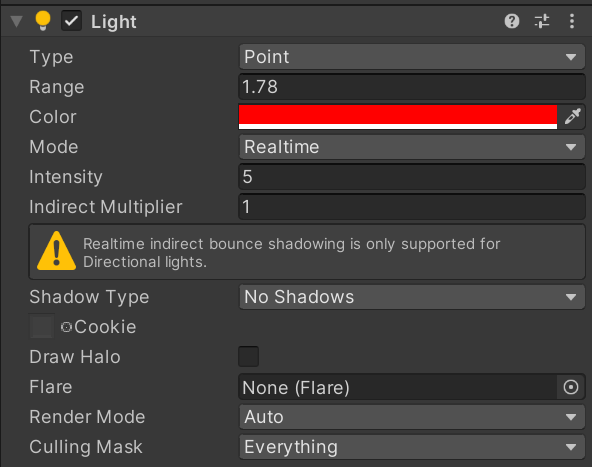 Light
Type Point
Range 1.78
Color
Mode Realtime
Intensity 5
Indirect Multiplier 1
Realtime indirect bounce shadowing is only supported for
Directional lights.
Shadow Type No Shadows
Cookie
Draw Halo
Flare None (Flare)
Render Mode Auto
Culling Mask Everything